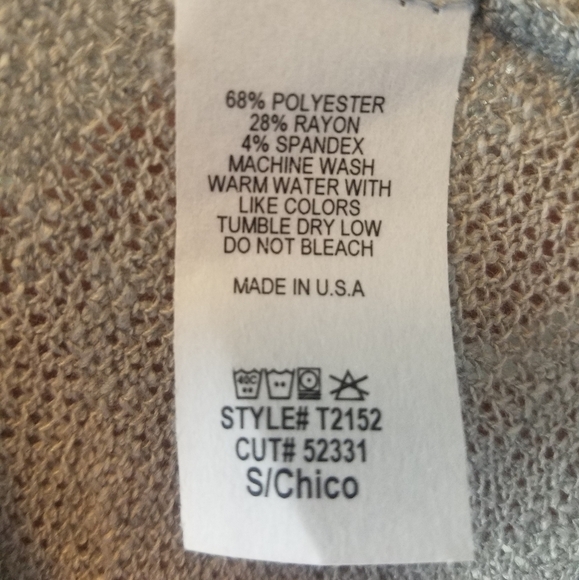 68% POLYESTER
28% RAYON
4% SPANDEX
MACHINE WASH
WARM WATER WITH
LIKE COLORS
TUMBLE DRY LOW
DO NOT BLEACH
MADE IN U.S.A
40C
STYLE# T2152
CUT# 52331
S/Chico